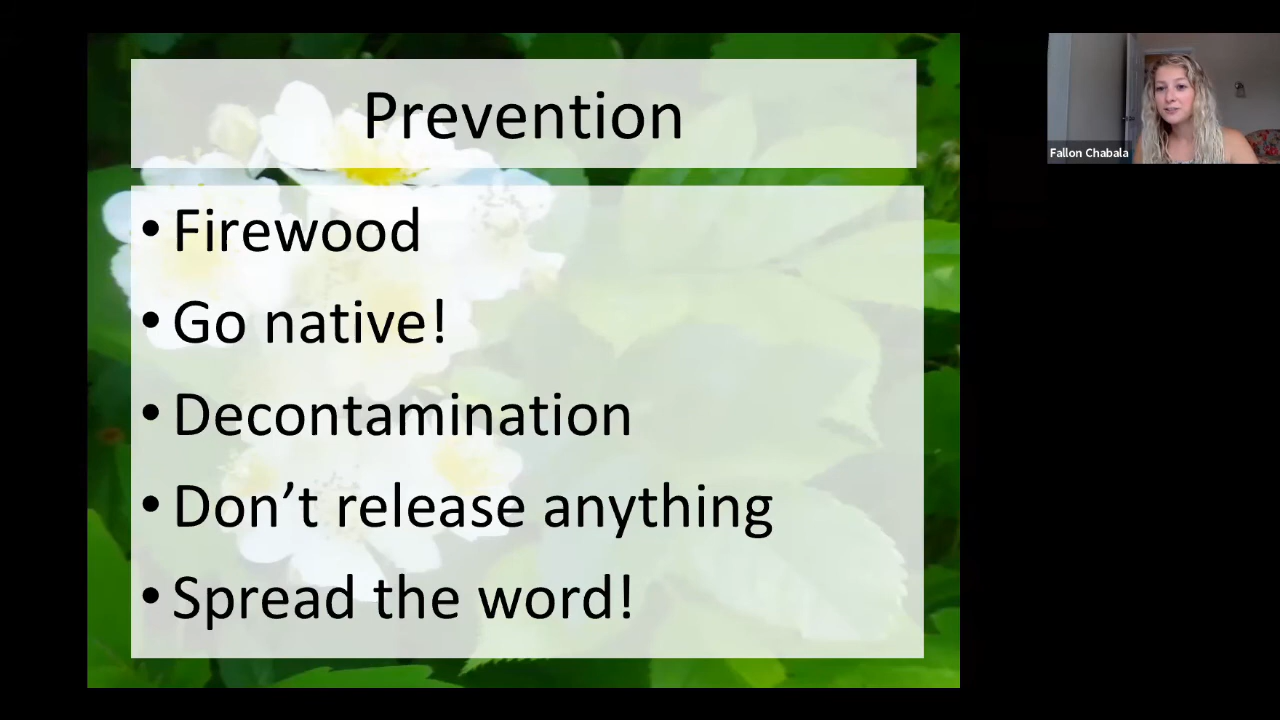 Prevention
• Firewood
• Go native!
• Decontamination
• Don’t release anything
• Spread the word!
Fallon Chabala